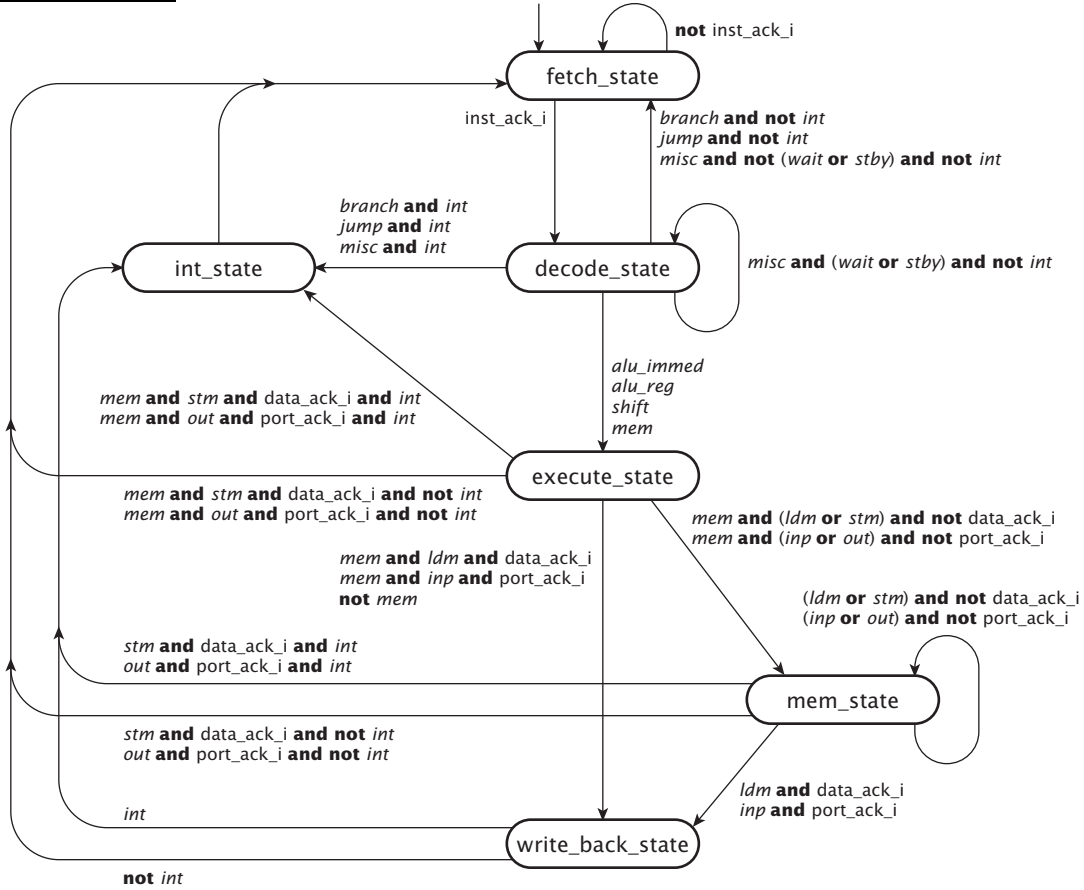 not inst_ack_i
fetch_state
inst_ack_i
branch and not int
jump and not int
misc and not (wait or stby) and not int
branch and int
jump and int
misc and int
int_state
decode_state
misc and (wait or stby) and not int
alu_immed
alu_reg
shift
mem
mem and stm and data_ack_i and int
mem and out and port_ack_i and int
execute_state
mem and stm and data_ack_i and not int
mem and out and port_ack_i and not int
mem and (ldm or stm) and not data_ack_i
mem and (inp or out) and not port_ack_i
mem and ldm and data_ack_i
mem and inp and port_ack_i
not mem
(ldm or stm) and not data_ack_i
(inp or out) and not port_ack_i
stm and data_ack_i and int
out and port_ack_i and int
mem_state
stm and data_ack_i and not int
out and port_ack_i and not int
ldm and data_ack_i
inp and port_ack_i
int
write_back_state
not int